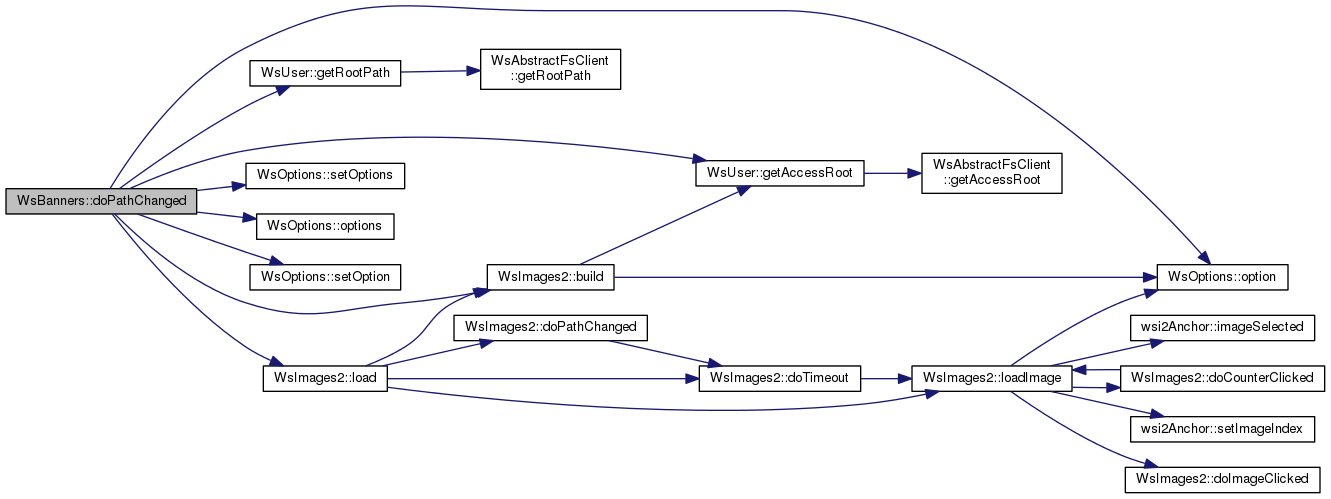 WsBanners::doPathChanged
WsUser::getRootPath
WsAbstractFsClient
::getRootPath
WsOptions::setOptions
WsOptions::options
WsOptions::setOption
WsUser::getAccessRoot
WsAbstractFsClient
::getAccessRoot
WsImages2::build
WsOptions::option
WsImages2::doPathChanged
WsImages2::load
WsImages2::doTimeout
WsImages2::loadImage
wsi2Anchor::imageSelected
WsImages2::doCounterClicked
wsi2Anchor::setImageIndex
WsImages2::doImageClicked